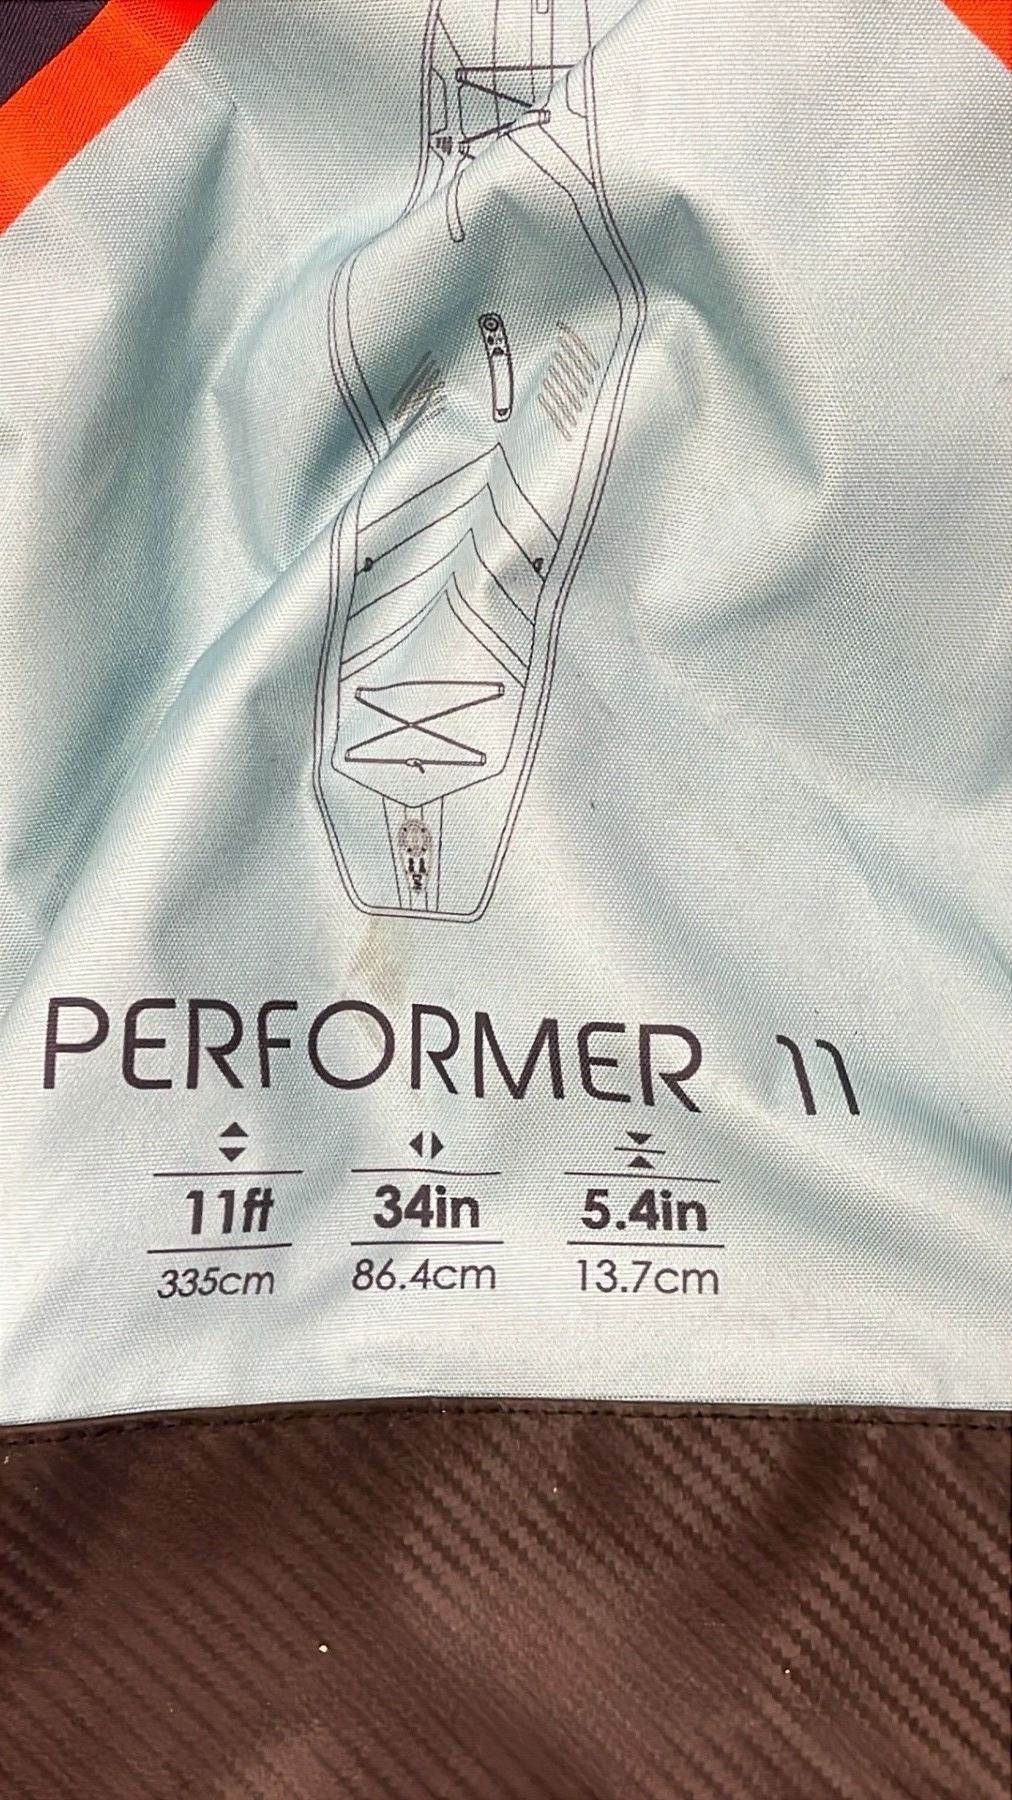 PERFORMER 11
11ft 34in 5.4in
335cm 86.4cm 13.7cm